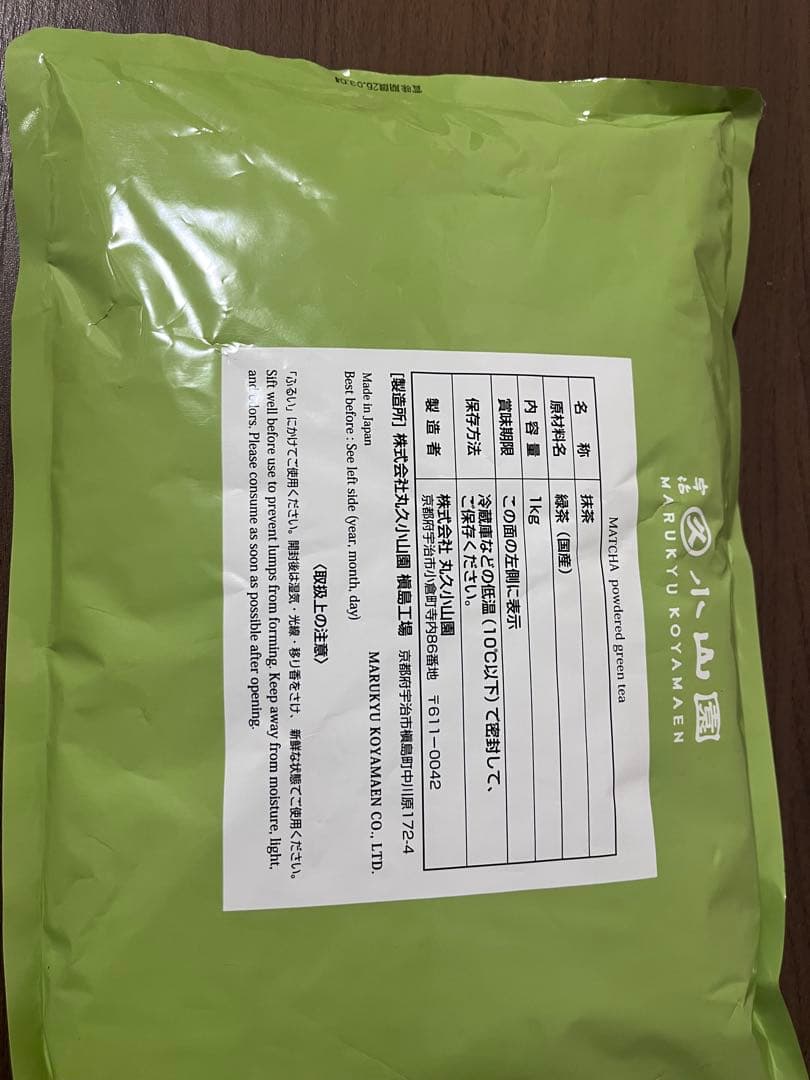 賞味期限26.03.04
宇治 久 小山園
MARUKYU KOYAMAEN
MATCHA powdered green tea
名 称 抹茶
原材料名 緑茶（国産）
内容量 1kg
賞味期限 この面の左側に表示
保存方法 冷蔵庫などの低温（10℃以下）で密封して、
ご保存ください。
製造者 株式会社 丸久小山園
京都府宇治市小倉町寺内86番地 〒611-0042
［製造所］株式会社丸久小山園 槇島工場 京都府宇治市槇島町中川原172-4
Made in Japan MARUKYU KOYAMAEN CO., LTD.
Best before : See left side (year, month, day)
〈取扱上の注意〉
「ふるい」にかけてご使用ください。開封後は湿気・光線・移り香をさけ、新鮮な状態でご使用ください。
Sift well before use to prevent lumps from forming. Keep away from moisture, light,
and odors. Please consume as soon as possible after opening.